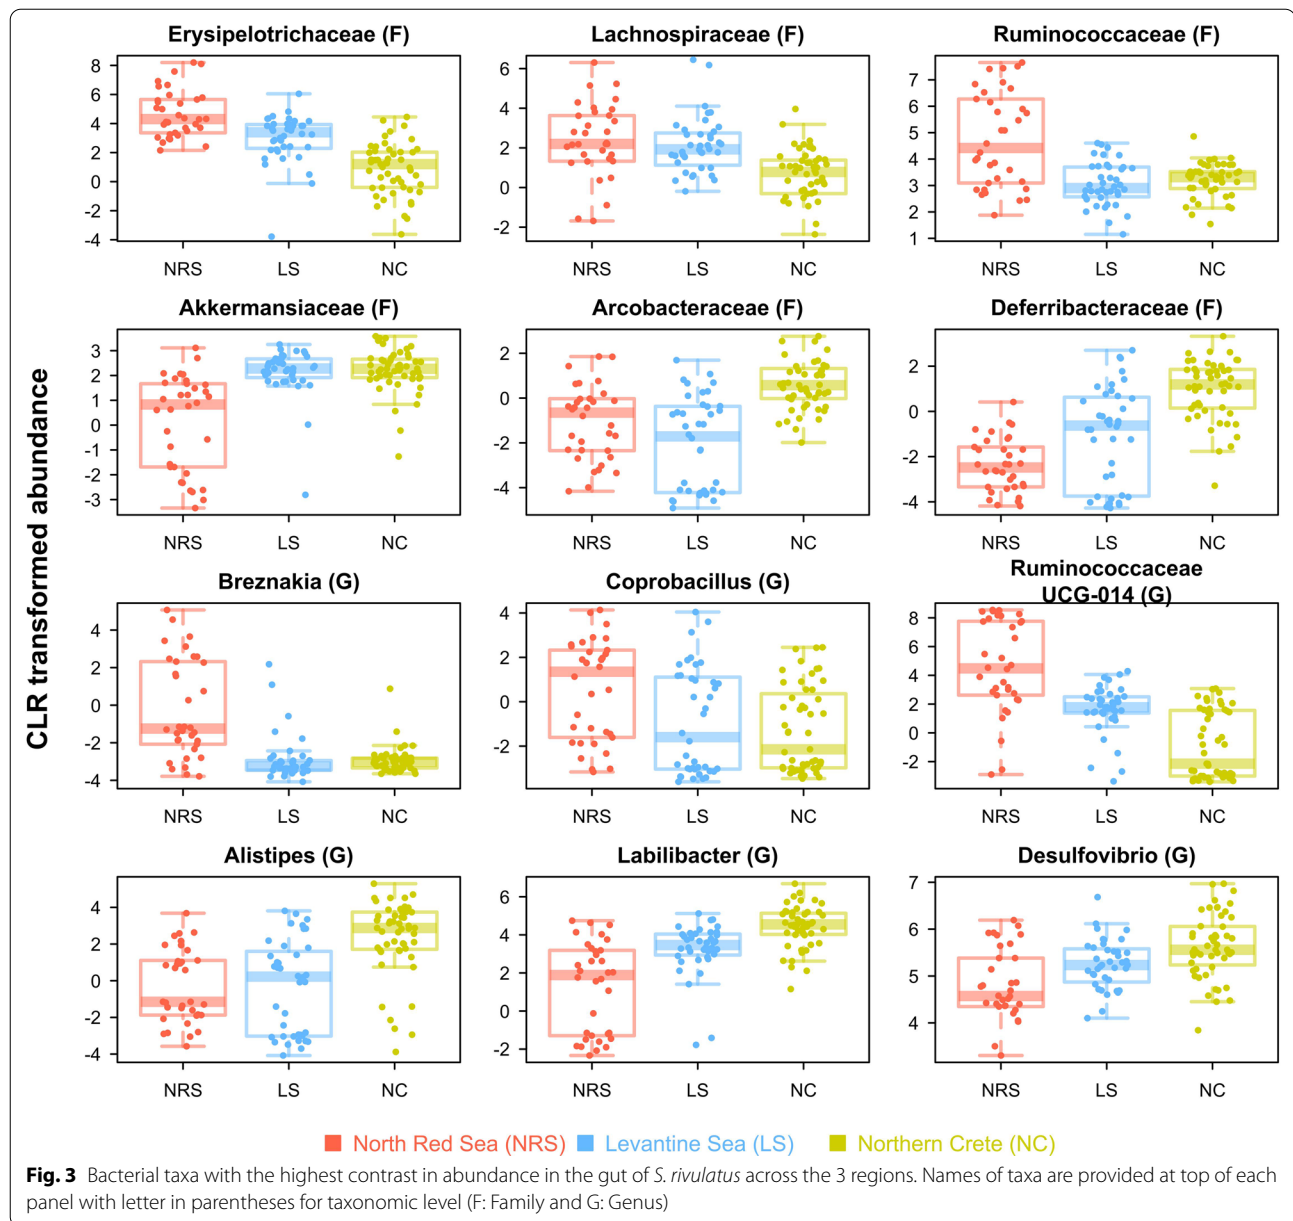 Erysipelotrichaceae (F)
8
6
4
2
0
-2
-4
NRS LS NC
Lachnospiraceae (F)
6
4
2
0
-2
NRS LS NC
Ruminococcaceae (F)
7
6
5
4
3
2
1
NRS LS NC
CLR transformed abundance
Akkermansiaceae (F)
3
2
1
0
-1
-2
-3
NRS LS NC
Arcobacteraceae (F)
2
0
-2
-4
NRS LS NC
Deferribacteraceae (F)
2
0
-2
-4
NRS LS NC
Breznakia (G)
4
2
0
-2
-4
NRS LS NC
Coprobacillus (G)
4
2
0
-2
NRS LS NC
Ruminococcaceae
UCG-014 (G)
8
6
4
2
0
-2
NRS LS NC
Alistipes (G)
4
2
0
-2
-4
NRS LS NC
Labilibacter (G)
6
4
2
0
-2
NRS LS NC
Desulfovibrio (G)
7
6
5
4
NRS LS NC
North Red Sea (NRS) Levantine Sea (LS) Northern Crete (NC)
Fig. 3 Bacterial taxa with the highest contrast in abundance in the gut of S. rivulatus across the 3 regions. Names of taxa are provided at top of each
panel with letter in parentheses for taxonomic level (F: Family and G: Genus)